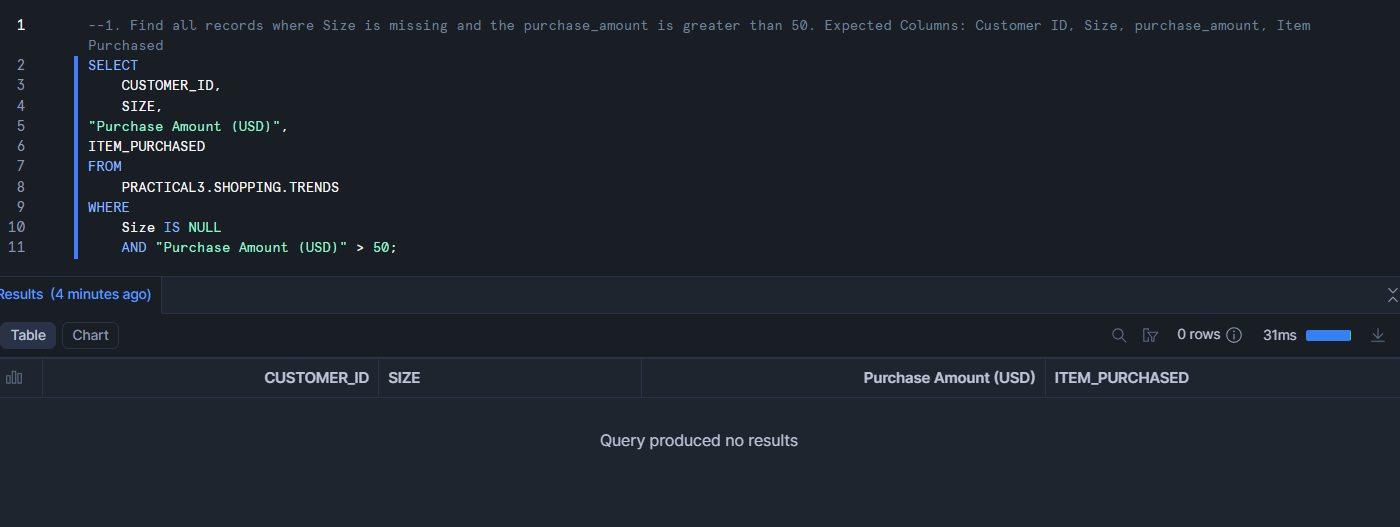 1 --1. Find all records where Size is missing and the purchase_amount is greater than 50. Expected Columns: Customer ID, Size, purchase_amount, Item
Purchased
2 SELECT
3 CUSTOMER_ID,
4 SIZE,
5 "Purchase Amount (USD)",
6 ITEM_PURCHASED
7 FROM
8 PRACTICAL3.SHOPPING.TRENDS
9 WHERE
10 Size IS NULL
11 AND "Purchase Amount (USD)" > 50;
Results (4 minutes ago)
Table Chart 0 rows 31ms
CUSTOMER_ID SIZE Purchase Amount (USD) ITEM_PURCHASED
Query produced no results